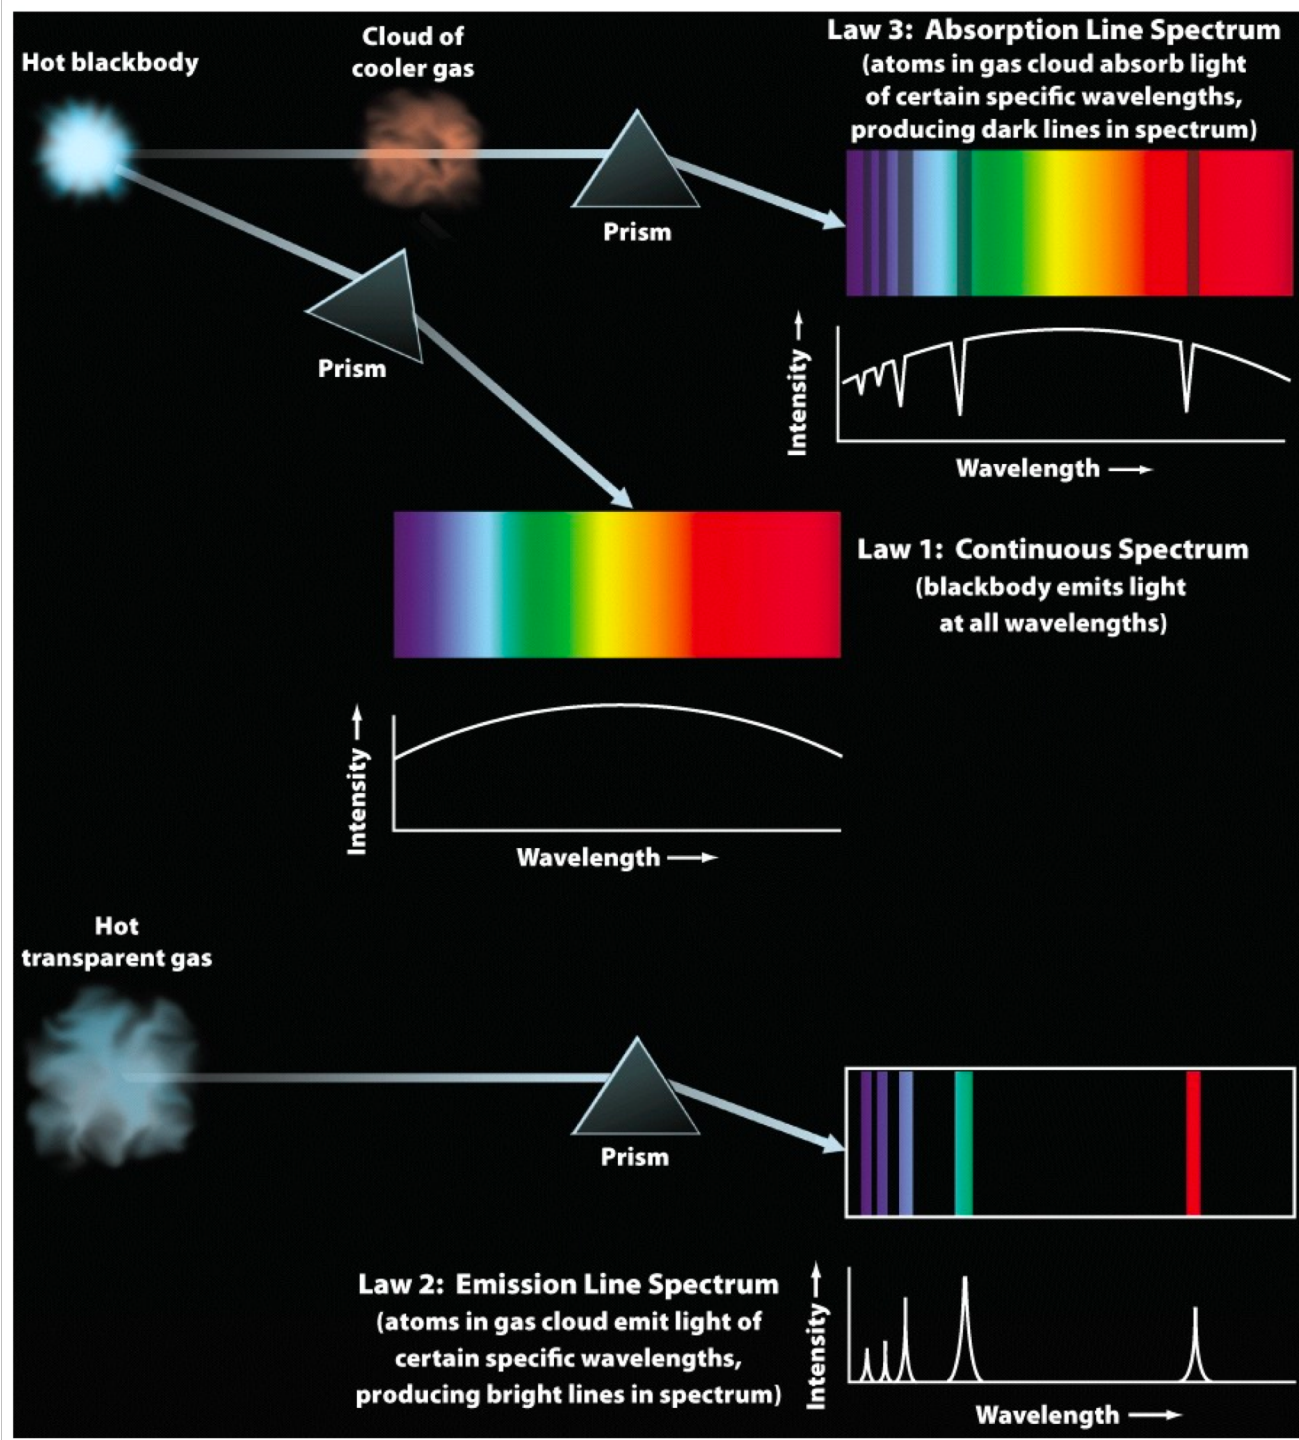 Hot blackbody
Cloud of
cooler gas
Law 3: Absorption Line Spectrum
(atoms in gas cloud absorb light
of certain specific wavelengths,
producing dark lines in spectrum)
Prism
Prism
Intensity
Wavelength
Law 1: Continuous Spectrum
(blackbody emits light
at all wavelengths)
Intensity
Wavelength
Hot
transparent gas
Prism
Law 2: Emission Line Spectrum
(atoms in gas cloud emit light of
certain specific wavelengths,
producing bright lines in spectrum)
Intensity
Wavelength